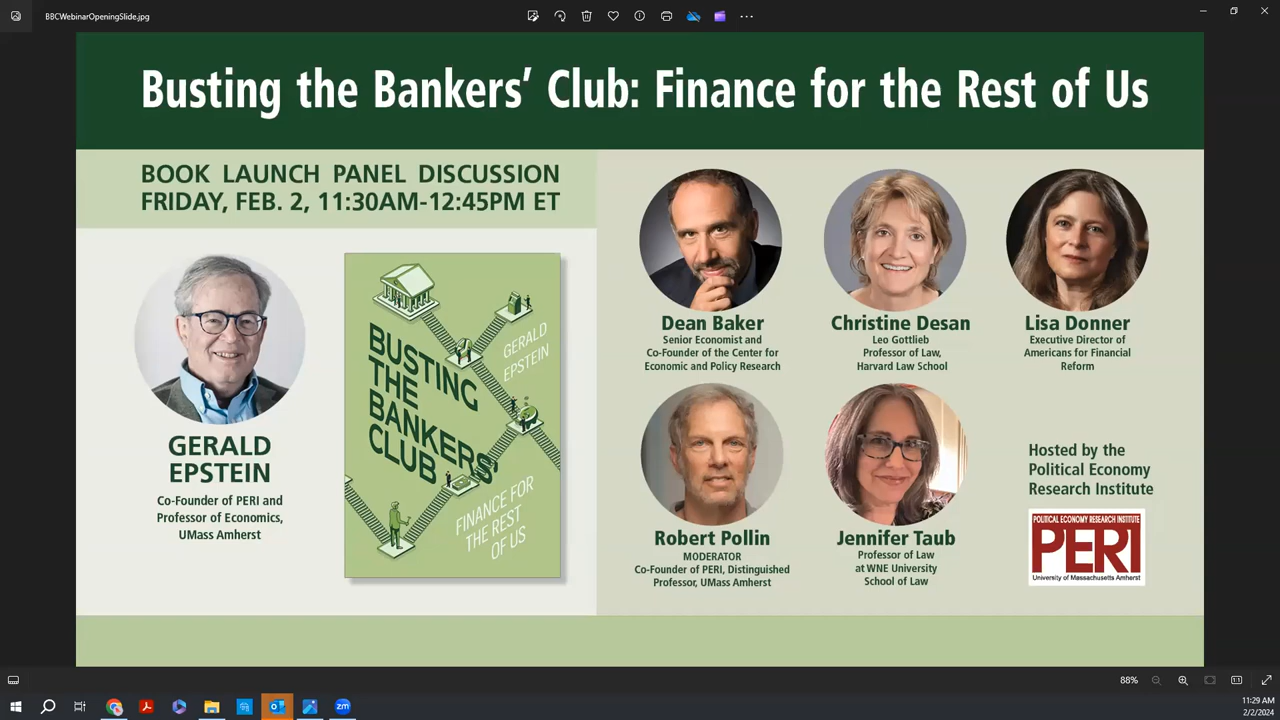 BBCWebinarOpeningSlide.jpg
Busting the Bankers' Club: Finance for the Rest of Us
BOOK LAUNCH PANEL DISCUSSION
FRIDAY, FEB. 2, 11:30AM-12:45PM ET
GERALD
EPSTEIN
Co-Founder of PERI and
Professor of Economics,
UMass Amherst
GERALD
EPSTEIN
BUSTING
THE
BANKERS'
CLUB
FINANCE FOR
THE REST
OF US
Dean Baker
Senior Economist and
Co-Founder of the Center for
Economic and Policy Research
Christine Desan
Leo Gottlieb
Professor of Law,
Harvard Law School
Lisa Donner
Executive Director of
Americans for Financial
Reform
Robert Pollin
MODERATOR
Co-Founder of PERI, Distinguished
Professor, UMass Amherst
Jennifer Taub
Professor of Law
at WNE University
School of Law
Hosted by the
Political Economy
Research Institute
POLITICAL ECONOMY RESEARCH INSTITUTE
PERI
University of Massachusetts Amherst
88%
zm
11:29 AM
2/2/2024